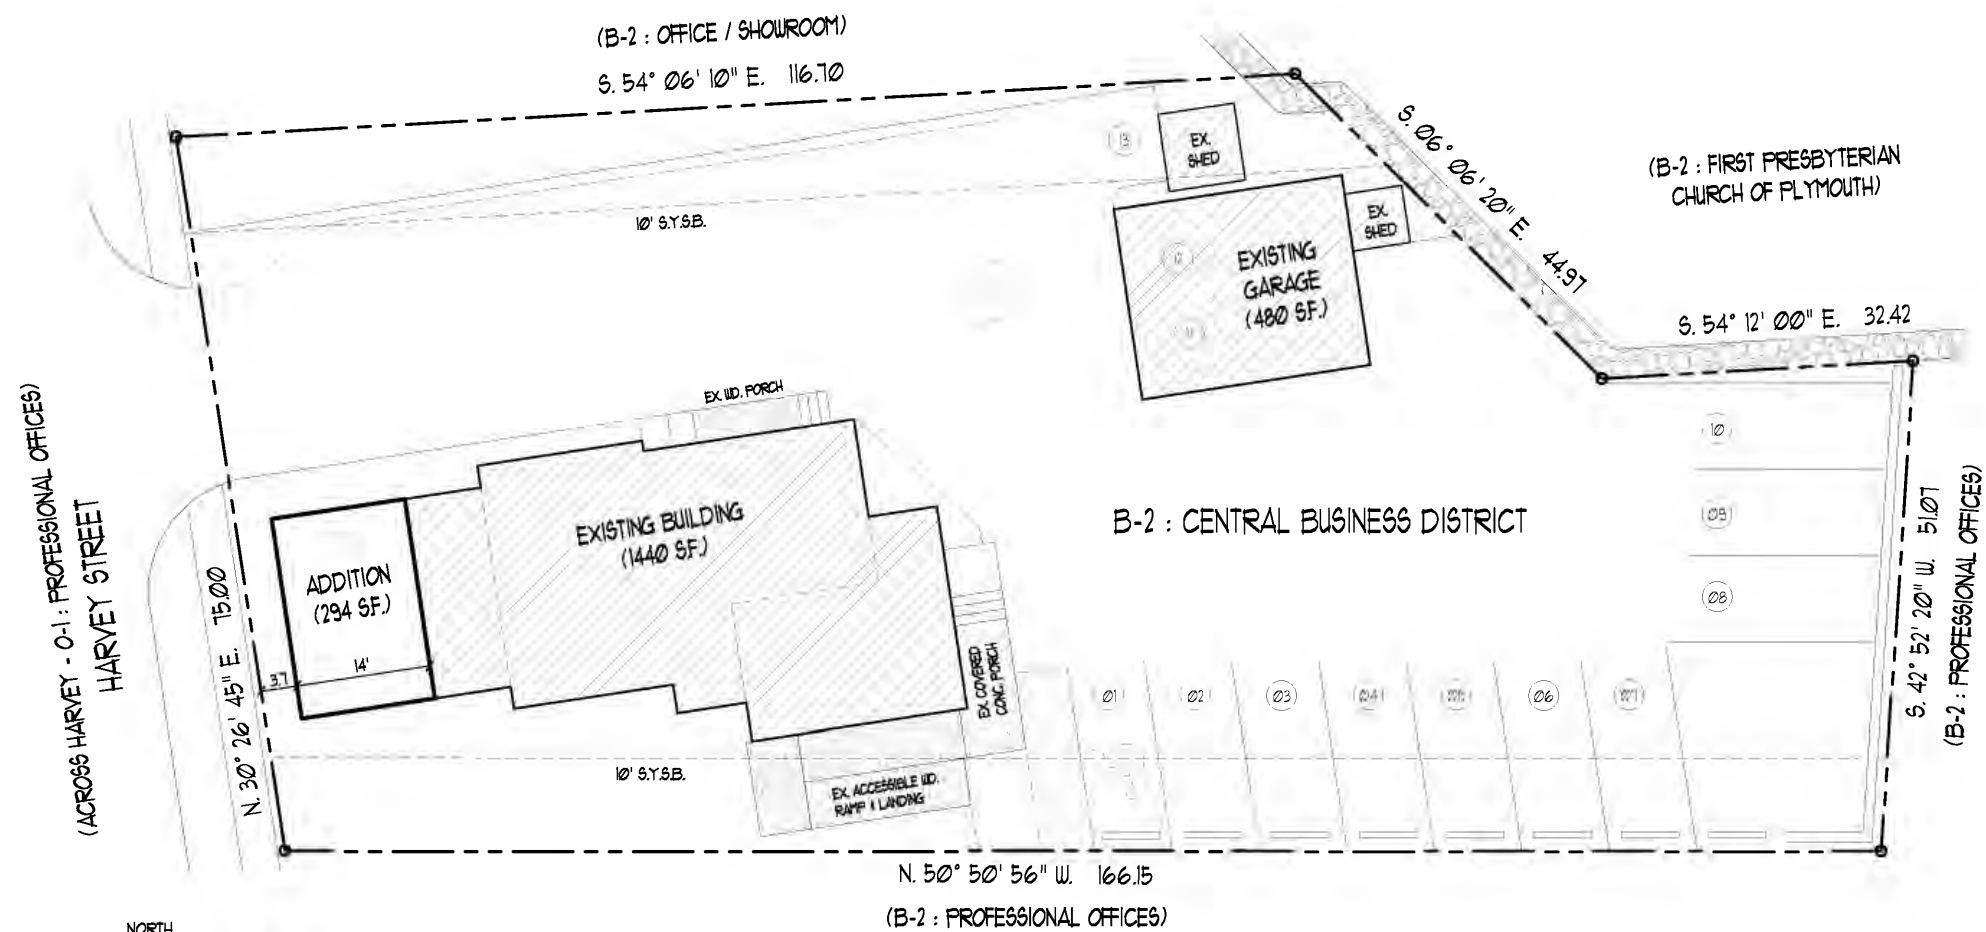 (B-2 : OFFICE / SHOWROOM)
S. 54° 06' 10" E. 116.70
S. 06° 06' 20" E. 44.97
(B-2 : FIRST PRESBYTERIAN
CHURCH OF PLYMOUTH)
13
EX.
SHED
EX.
SHED
10' S.Y.S.B.
12
11
EXISTING
GARAGE
(480 S.F.)
S. 54° 12' 00" E. 32.42
(ACROSS HARVEY - O-1 : PROFESSIONAL OFFICES)
HARVEY STREET
N. 30° 26' 45" E. 75.00
EX. WD. PORCH
EXISTING BUILDING
(1440 S.F.)
ADDITION
(294 S.F.)
3.7
14'
B-2 : CENTRAL BUSINESS DISTRICT
10
09
08
S. 42° 52' 20" W. 51.07
(B-2 : PROFESSIONAL OFFICES)
EX. COVERED
CONC. PORCH
01
02
03
04
05
06
07
10' S.Y.S.B.
EX. ACCESSIBLE WD.
RAMP & LANDING
N. 50° 50' 56" W. 166.15
(B-2 : PROFESSIONAL OFFICES)
NORTH